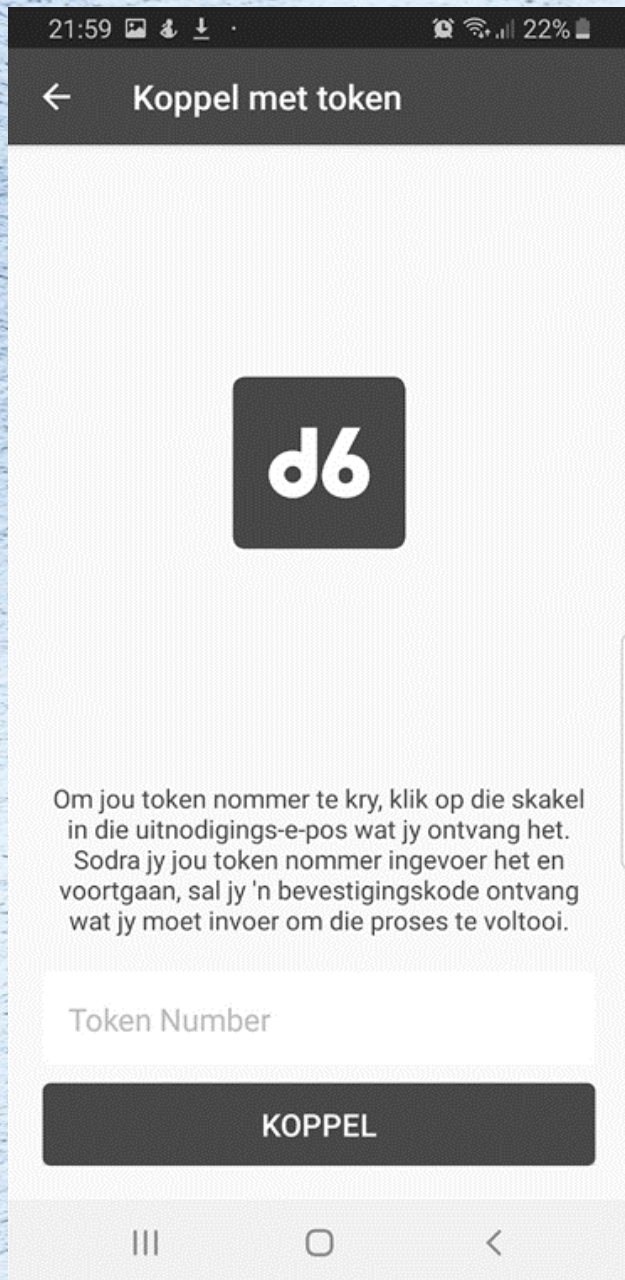 21:59 22%
Koppel met token
d6
Om jou token nommer te kry, klik op die skakel
in die uitnodigings-e-pos wat jy ontvang het.
Sodra jy jou token nommer ingevoer het en
voortgaan, sal jy 'n bevestigingskode ontvang
wat jy moet invoer om die proses te voltooi.
Token Number
KOPPEL